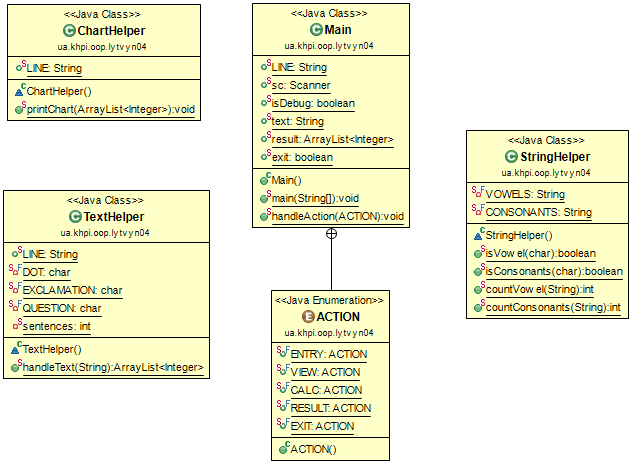 <<Java Class>>
ChartHelper
ua.khpi.oop.lytvyn04
LINE: String
ChartHelper()
printChart(ArrayList<Integer>):void
<<Java Class>>
Main
ua.khpi.oop.lytvyn04
LINE: String
sc: Scanner
isDebug: boolean
text: String
result: ArrayList<Integer>
exit: boolean
Main()
main(String[]):void
handleAction(ACTION):void
<<Java Class>>
StringHelper
ua.khpi.oop.lytvyn04
VOWELS: String
CONSONANTS: String
StringHelper()
isVowel(char):boolean
isConsonants(char):boolean
countVowel(String):int
countConsonants(String):int
<<Java Class>>
TextHelper
ua.khpi.oop.lytvyn04
LINE: String
DOT: char
EXCLAMATION: char
QUESTION: char
sentences: int
TextHelper()
handleText(String):ArrayList<Integer>
<<Java Enumeration>>
ACTION
ua.khpi.oop.lytvyn04
ENTRY: ACTION
VIEW: ACTION
CALC: ACTION
RESULT: ACTION
EXIT: ACTION
ACTION()